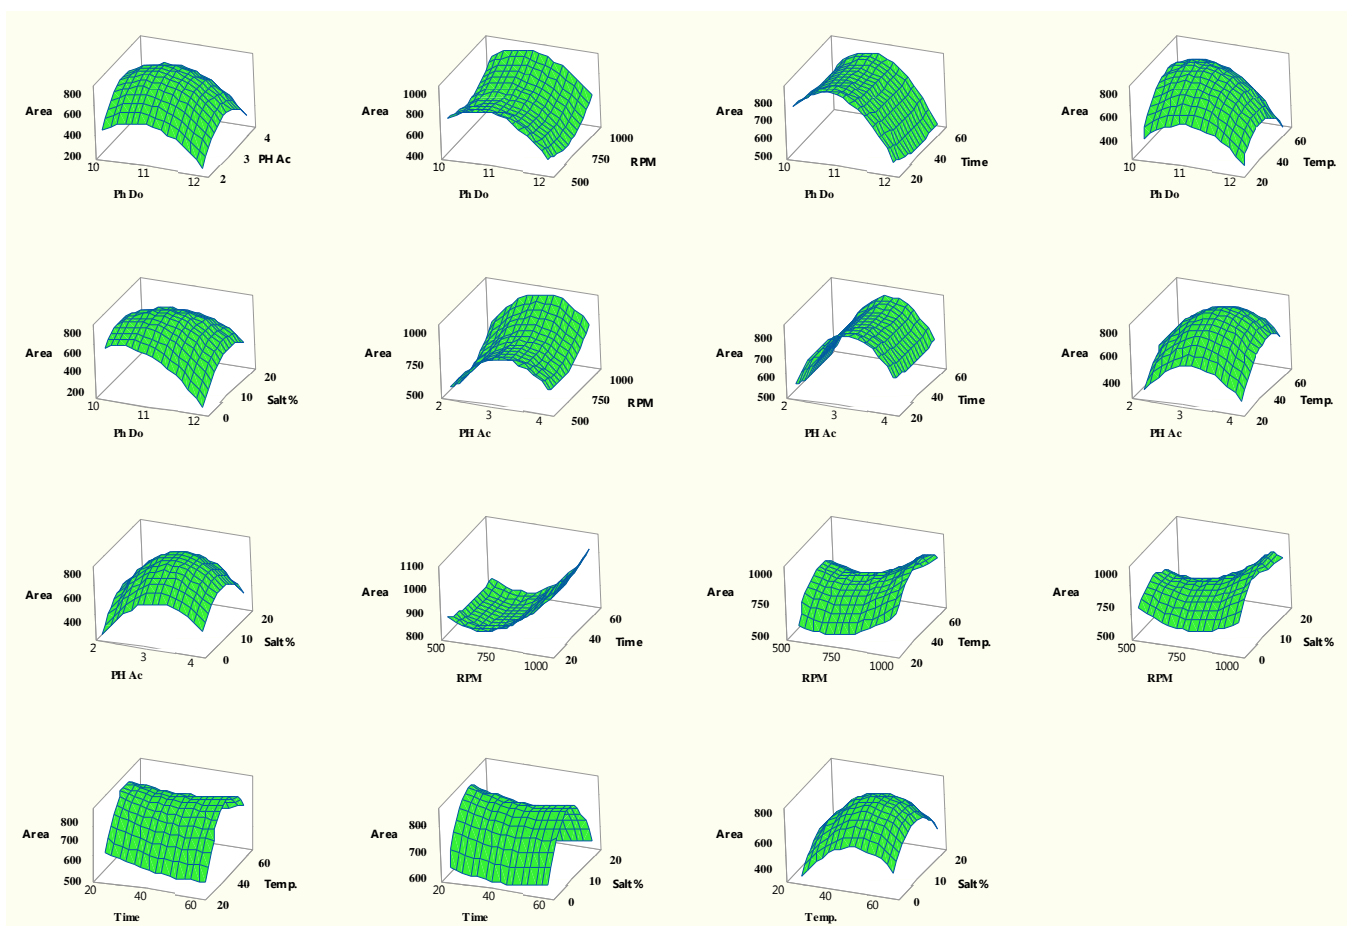 800
Area 600
400
200
10 11 12
Ph Do
4
3 PH Ac
2
1000
Area 800
600
400
10 11 12
Ph Do
1000
750 RPM
500
800
Area 700
600
500
10 11 12
Ph Do
60
40 Time
20
800
Area 600
400
10 11 12
Ph Do
60
40 Temp.
20
800
Area 600
400
200
10 11 12
Ph Do
20
10 Salt%
0
1000
Area 750
500
2 3 4
PH Ac
1000
750 RPM
500
800
Area 700
600
500
2 3 4
PH Ac
60
40 Time
20
800
Area 600
400
2 3 4
PH Ac
60
40 Temp.
20
800
Area 600
400
2 3 4
PH Ac
20
10 Salt%
0
1100
Area 1000
900
800
500 750 1000
RPM
60
40 Time
20
1000
Area 750
500
500 750 1000
RPM
60
40 Temp.
20
1000
Area 750
500
500 750 1000
RPM
20
10 Salt%
0
800
Area 700
600
500
20 40 60
Time
60
40 Temp.
20
800
Area 700
600
20 40 60
Time
20
10 Salt%
0
800
Area 600
400
20 40 60
Temp.
20
10 Salt%
0